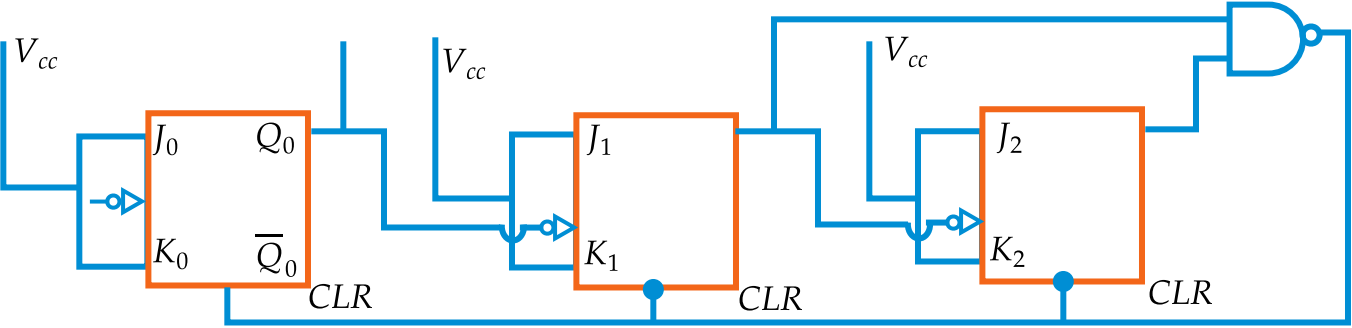 V_cc
V_cc
V_cc
J_0 Q_0
K_0 Q̅_0
CLR
J_1
K_1
CLR
J_2
K_2
CLR